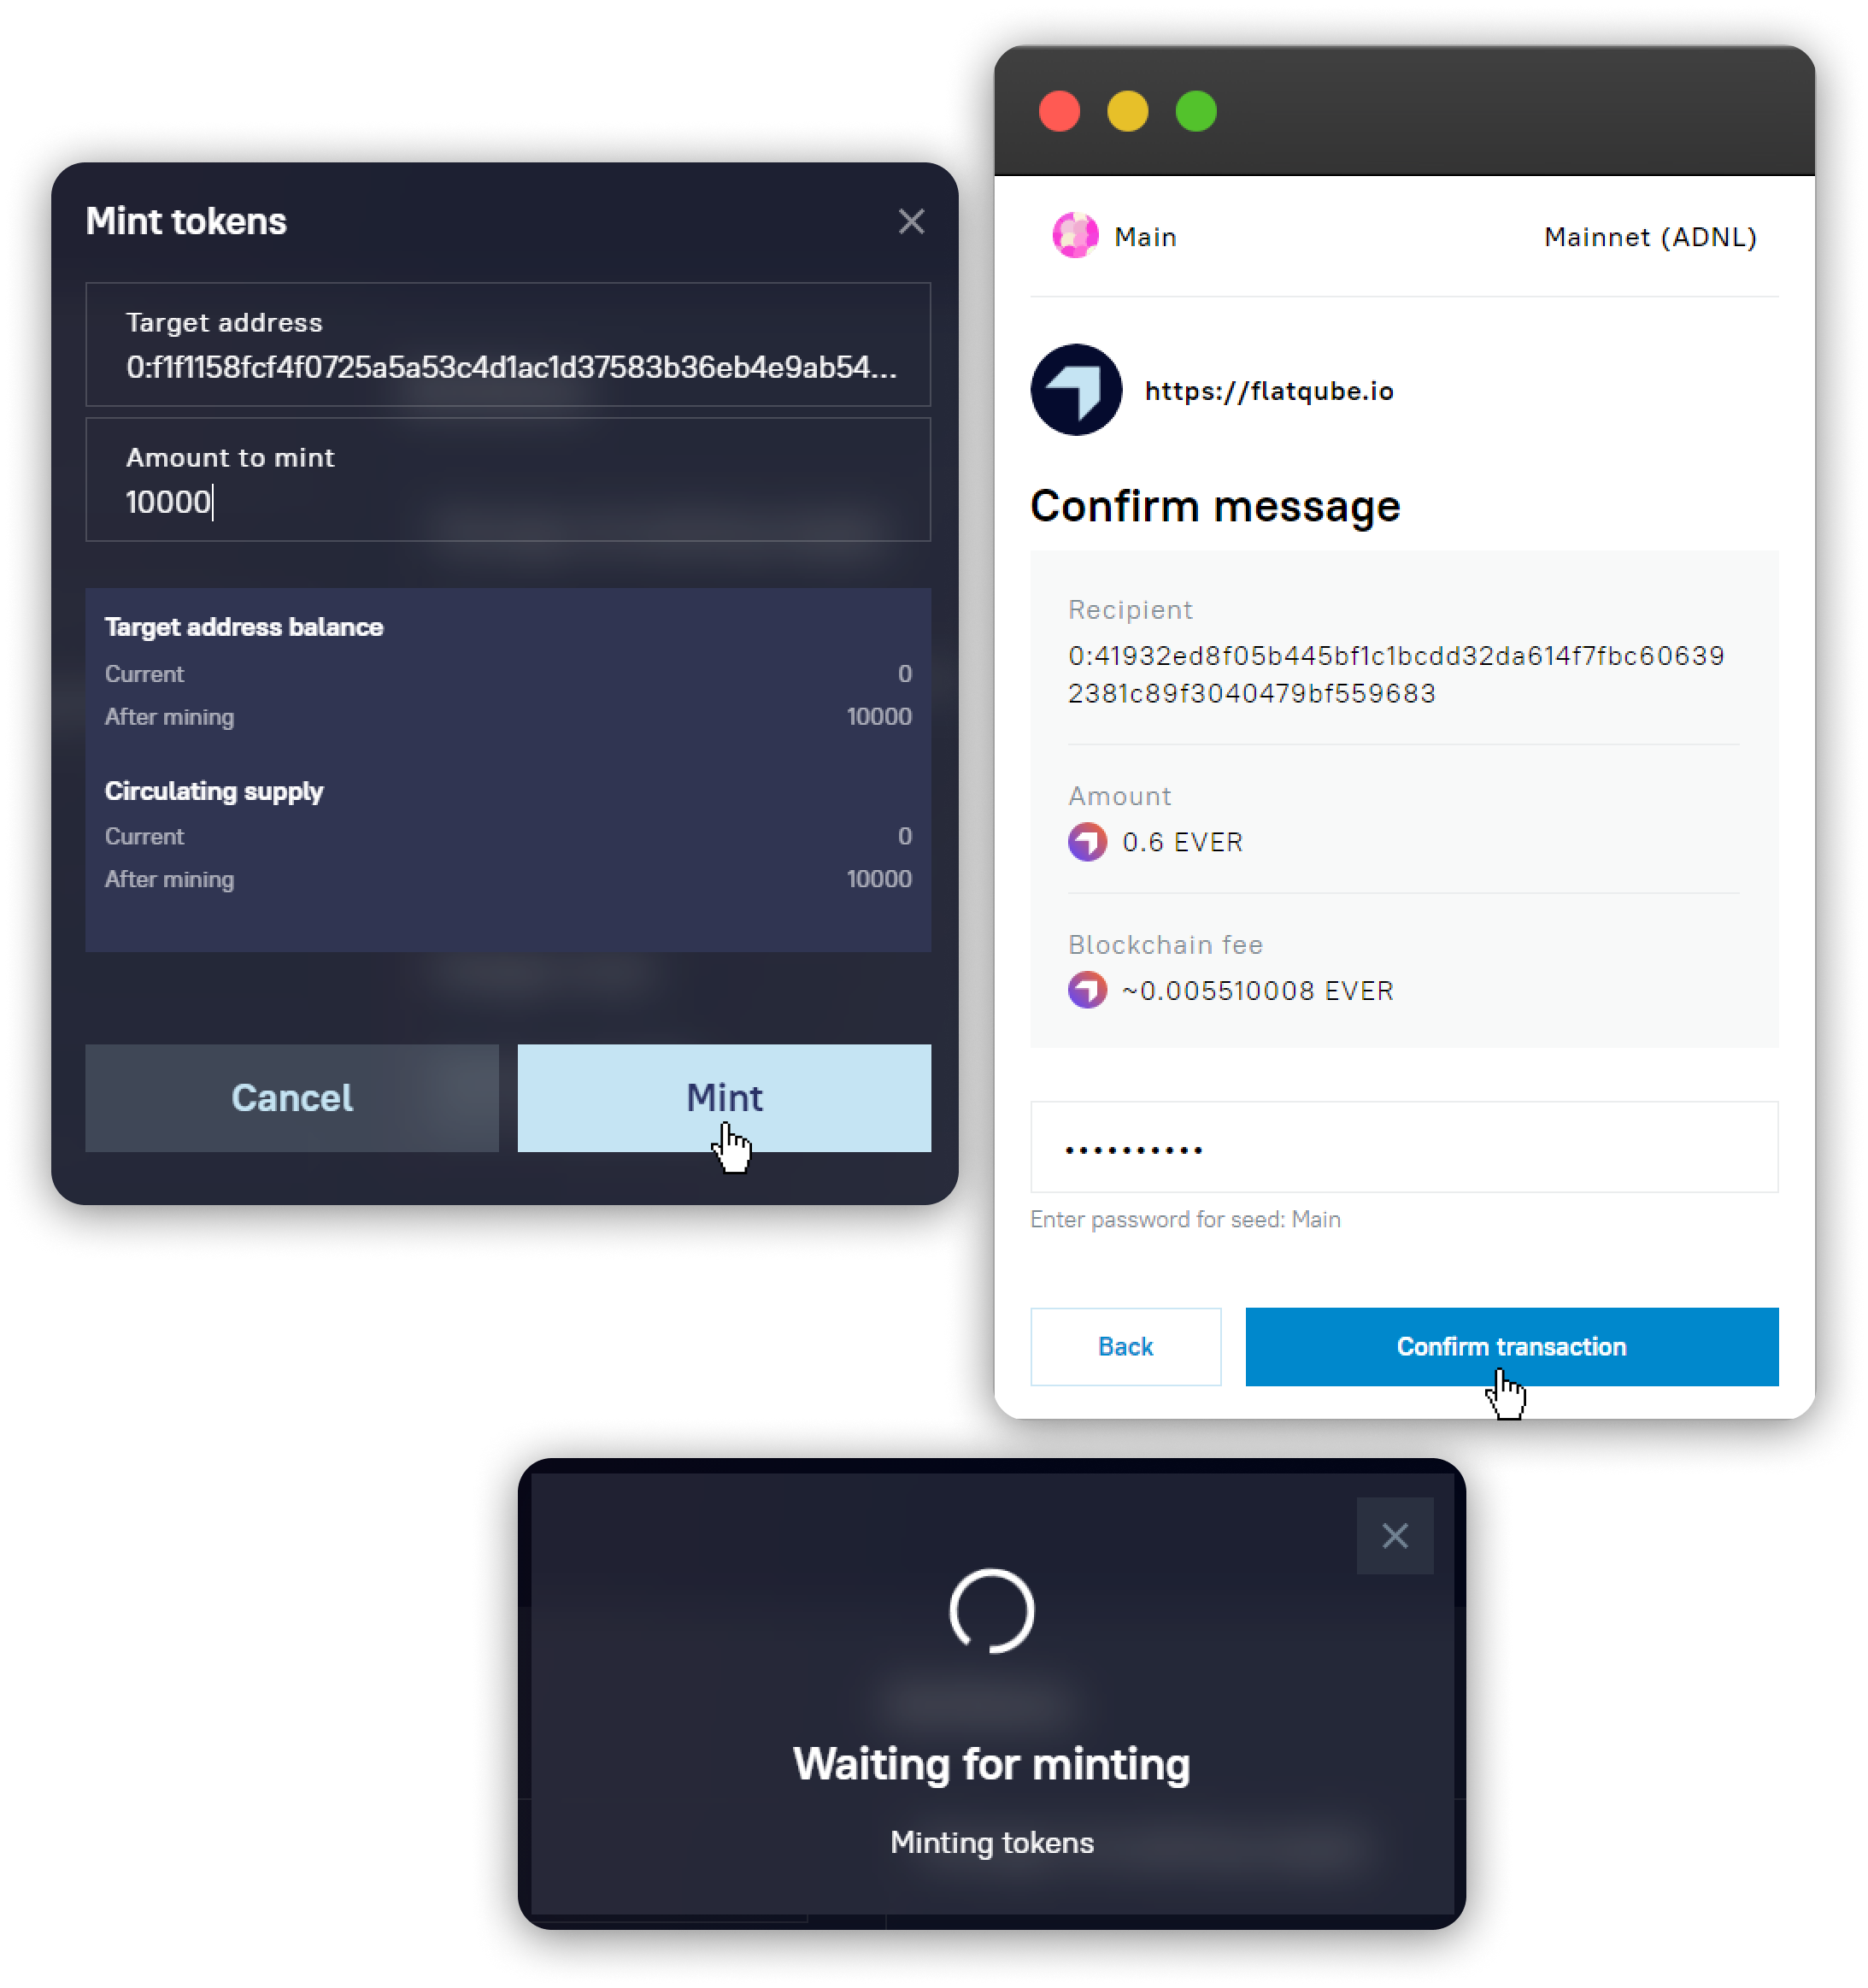 Mint tokens
Target address
0:f1f1158fcf4f0725a5a53c4d1ac1d37583b36eb4e9ab54...
Amount to mint
10000
Target address balance
Current 0
After mining 10000
Circulating supply
Current 0
After mining 10000
Cancel Mint
Main Mainnet (ADNL)
https://flatqube.io
Confirm message
Recipient
0:41932ed8f05b445bf1c1bcdd32da614f7fbc60639
2381c89f3040479bf559683
Amount
0.6 EVER
Blockchain fee
~0.005510008 EVER
••••••••••
Enter password for seed: Main
Back Confirm transaction
Waiting for minting
Minting tokens